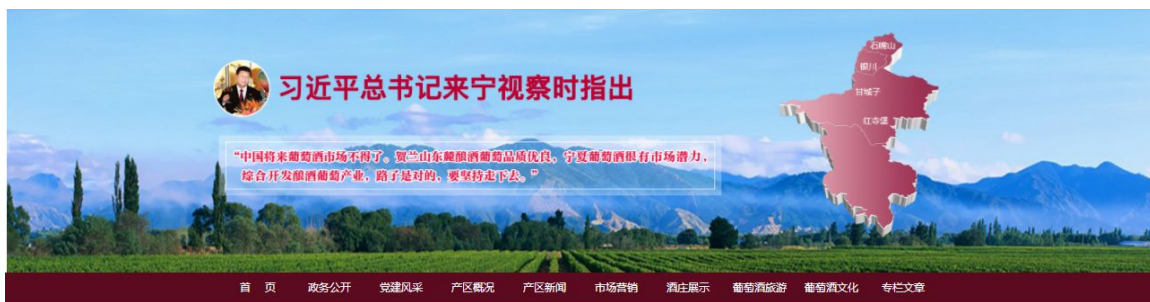 习近平总书记来宁视察时指出
“中国将来葡萄酒市场不得了。贺兰山东麓酿酒葡萄品质优良，宁夏葡萄酒很有市场潜力，
综合开发酿酒葡萄产业，路子是对的，要坚持走下去。”
石嘴山
银川
甘城子
红寺堡
首 页 政务公开 党建风采 产区概况 产区新闻 市场营销 酒庄展示 葡萄酒旅游 葡萄酒文化 专栏文章